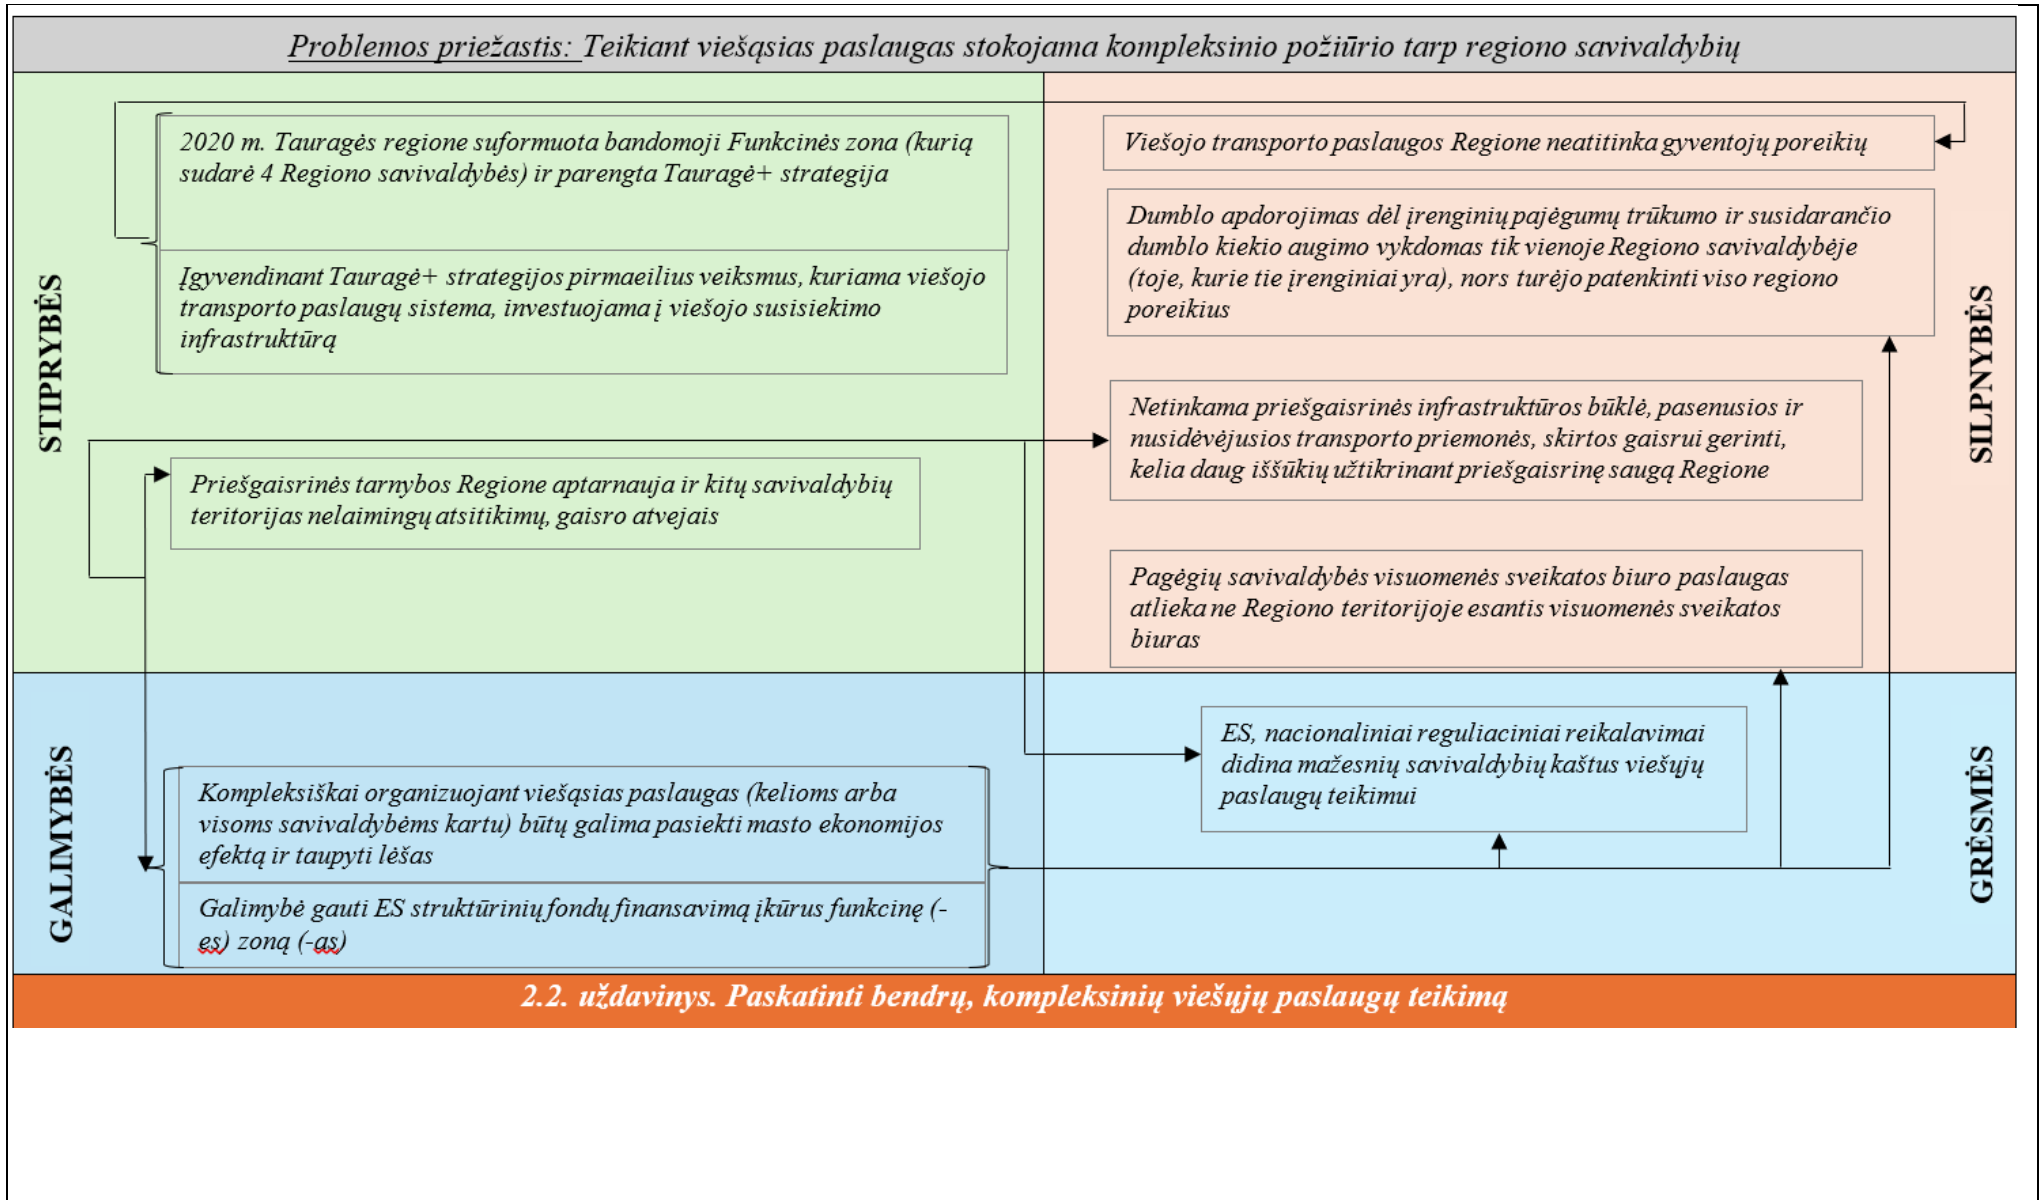 Problemos priežastis: Teikiant viešąsias paslaugas stokojama kompleksinio požiūrio tarp regiono savivaldybių
STIPRYBĖS
2020 m. Tauragės regione suformuota bandomoji Funkcinės zona (kurią
sudarė 4 Regiono savivaldybės) ir parengta Tauragė+ strategija
Įgyvendinant Tauragė+ strategijos pirmaeilius veiksmus, kuriama viešojo
transporto paslaugų sistema, investuojama į viešojo susisiekimo
infrastruktūrą
Priešgaisrinės tarnybos Regione aptarnauja ir kitų savivaldybių
teritorijas nelaimingų atsitikimų, gaisro atvejais
SILPNYBĖS
Viešojo transporto paslaugos Regione neatitinka gyventojų poreikių
Dumblo apdorojimas dėl įrenginių pajėgumų trūkumo ir susidarančio
dumblo kiekio augimo vykdomas tik vienoje Regiono savivaldybėje
(toje, kurie tie įrenginiai yra), nors turėjo patenkinti viso regiono
poreikius
Netinkama priešgaisrinės infrastruktūros būklė, pasenusios ir
nusidėvėjusios transporto priemonės, skirtos gaisrui gerinti,
kelia daug iššūkių užtikrinant priešgaisrinę saugą Regione
Pagėgių savivaldybės visuomenės sveikatos biuro paslaugas
atlieka ne Regiono teritorijoje esantis visuomenės sveikatos
biuras
GALIMYBĖS
Kompleksiškai organizuojant viešąsias paslaugas (kelioms arba
visoms savivaldybėms kartu) būtų galima pasiekti masto ekonomijos
efektą ir taupyti lėšas
Galimybė gauti ES struktūrinių fondų finansavimą įkūrus funkcinę (-
es) zoną (-as)
GRĖSMĖS
ES, nacionaliniai reguliaciniai reikalavimai
didina mažesnių savivaldybių kaštus viešųjų
paslaugų teikimui
2.2. uždavinys. Paskatinti bendrų, kompleksinių viešųjų paslaugų teikimą